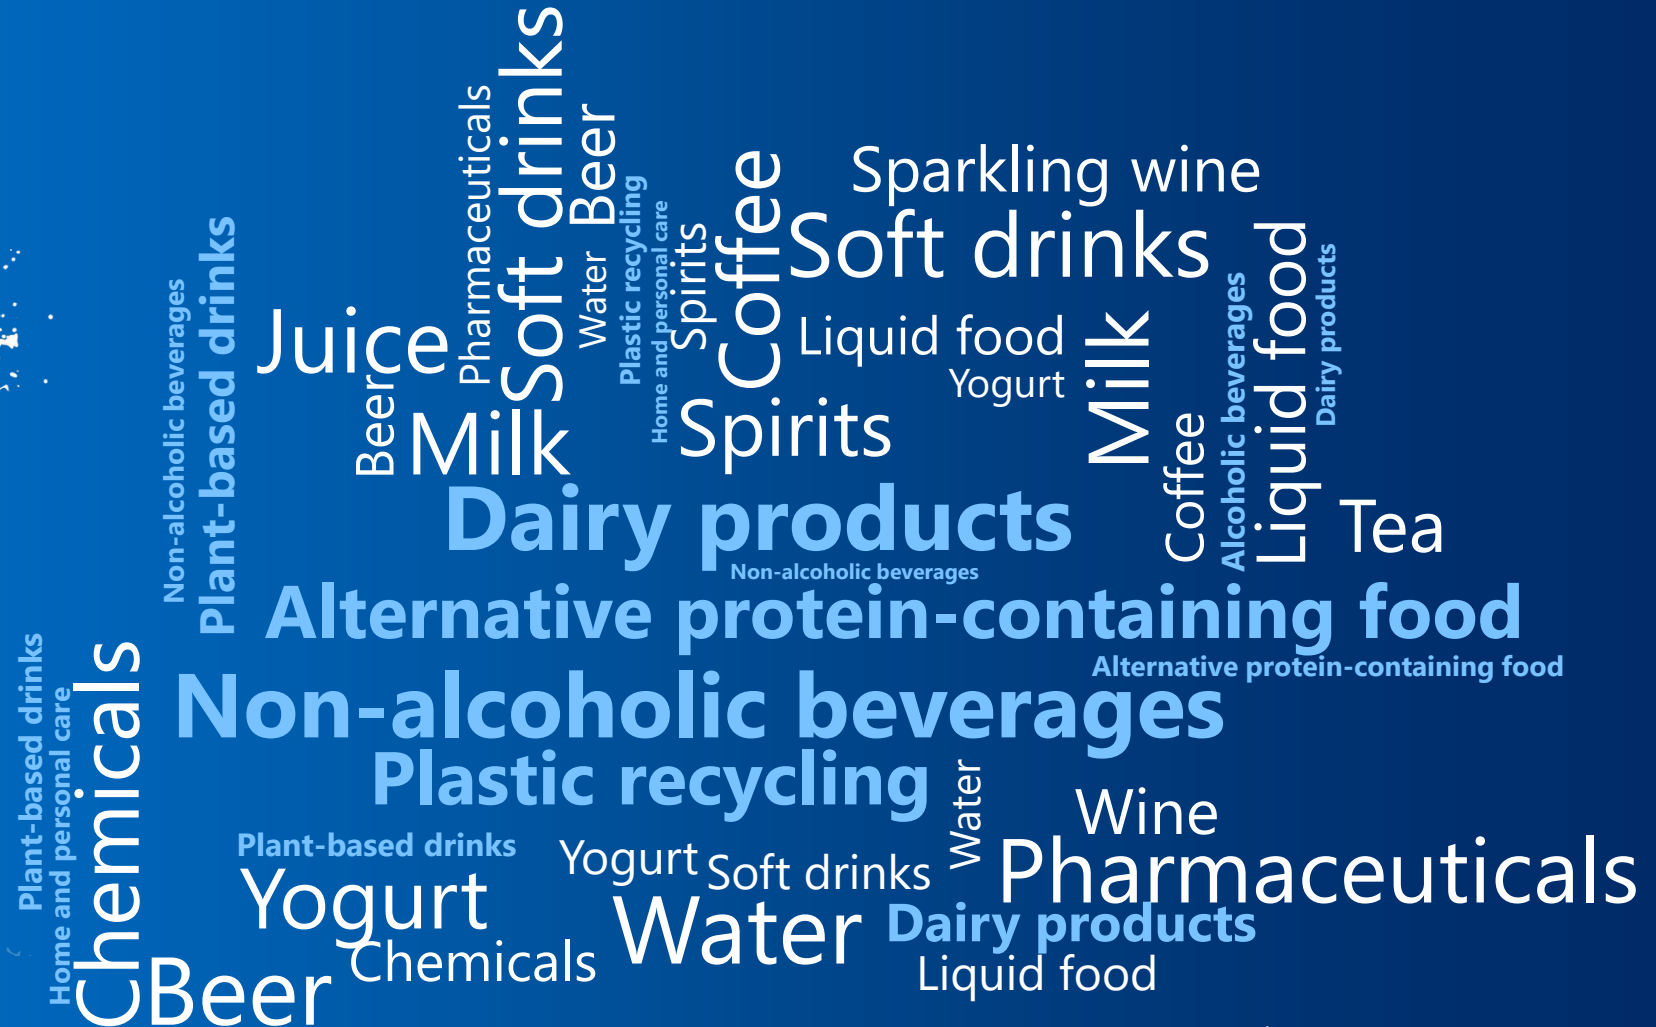 Soft drinks
Pharmaceuticals
Beer
Sparkling wine
Coffee
Plastic recycling
Home and personal care
Soft drinks
Plant-based drinks
Spirits
Liquid food
Dairy products
Water
Non-alcoholic beverages
Alcoholic beverages
Juice
Liquid food
Milk
Yogurt
Beer
Spirits
Milk
Coffee
Dairy products
Tea
Non-alcoholic beverages
Alternative protein-containing food
Plant-based drinks
Chemicals
Alternative protein-containing food
Home and personal care
Non-alcoholic beverages
Plastic recycling
Water
Wine
Plant-based drinks
Yogurt
Soft drinks
Pharmaceuticals
Yogurt
Water
Dairy products
Chemicals
Liquid food
Beer